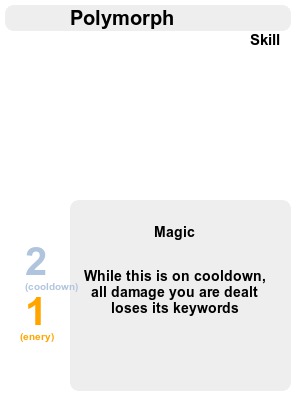 Polymorph
Skill
Magic
2
(cooldown)
While this is on cooldown,
all damage you are dealt
loses its keywords
1
(enery)